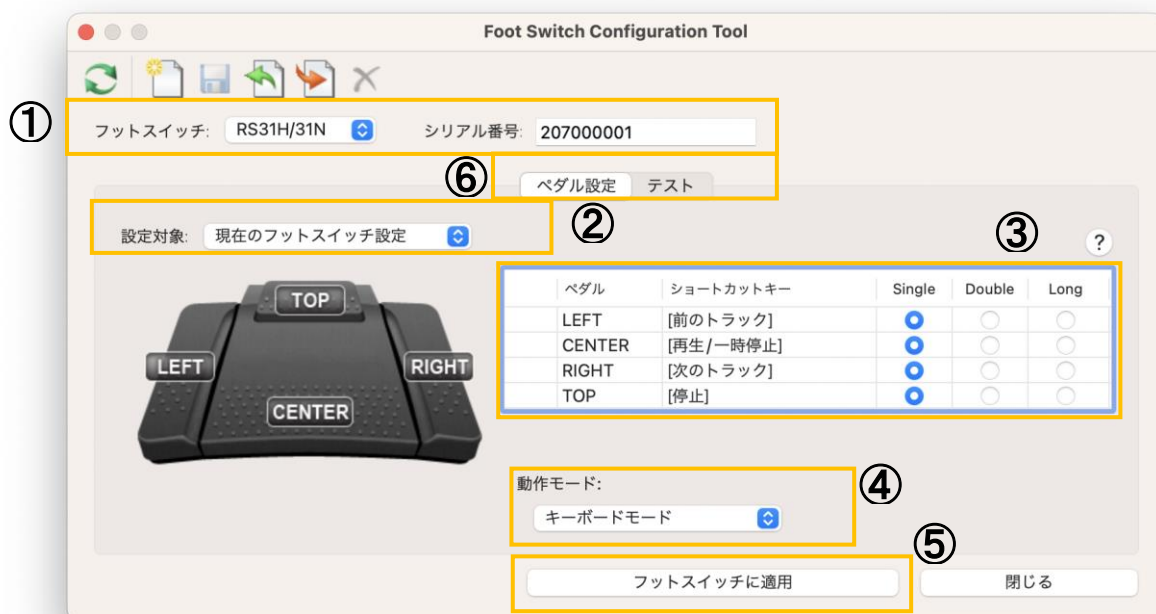 Foot Switch Configuration Tool
①
フットスイッチ: RS31H/31N シリアル番号: 207000001
⑥
ペダル設定 テスト
設定対象: 現在のフットスイッチ設定
②
③
?
ペダル ショートカットキー Single Double Long
LEFT [前のトラック]
CENTER [再生/一時停止]
RIGHT [次のトラック]
TOP [停止]
TOP
LEFT
RIGHT
CENTER
動作モード:
④
キーボードモード
⑤
フットスイッチに適用 閉じる